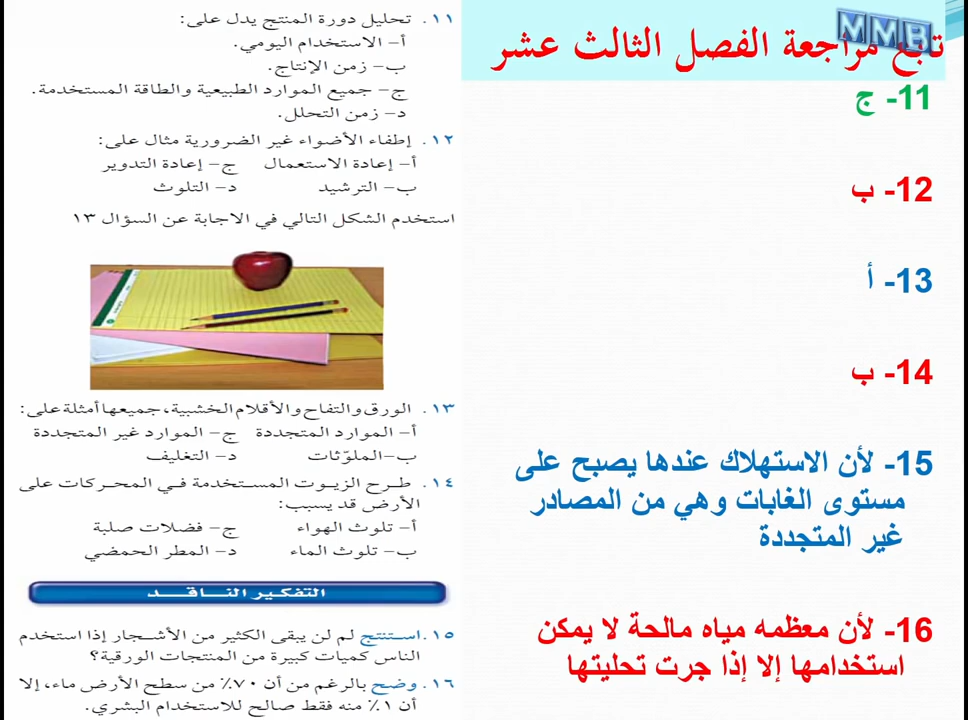 تابع مراجعة الفصل الثالث عشر
MMB
١١. تحليل دورة المنتج يدل على:
أ- الاستخدام اليومي.
ب- زمن الإنتاج.
ج- جميع الموارد الطبيعية والطاقة المستخدمة.
د- زمن التحلل.
١٢. إطفاء الأضواء غير الضرورية مثال على:
أ- إعادة الاستعمال ج- إعادة التدوير
ب- الترشيد د- التلوث
استخدم الشكل التالي في الاجابة عن السؤال ١٣
١٣. الورق والتفاح والأقلام الخشبية، جميعها أمثلة على:
أ- الموارد المتجددة ج- الموارد غير المتجددة
ب- الملوّثات د- التغليف
١٤. طرح الزيوت المستخدمة في المحركات على
الأرض قد يسبب:
أ- تلوث الهواء ج- فضلات صلبة
ب- تلوث الماء د- المطر الحمضي
التفكير الناقد
١٥. استنتج لم لن يبقى الكثير من الأشجار إذا استخدم
الناس كميات كبيرة من المنتجات الورقية؟
١٦. وضح بالرغم من أن ٧٠٪ من سطح الأرض ماء، إلا
أن ١٪ منه فقط صالح للاستخدام البشري.
11- ج
12- ب
13- أ
14- ب
15- لأن الاستهلاك عندها يصبح على
مستوى الغابات وهي من المصادر
غير المتجددة
16- لأن معظمه مياه مالحة لا يمكن
استخدامها إلا إذا جرت تحليتها